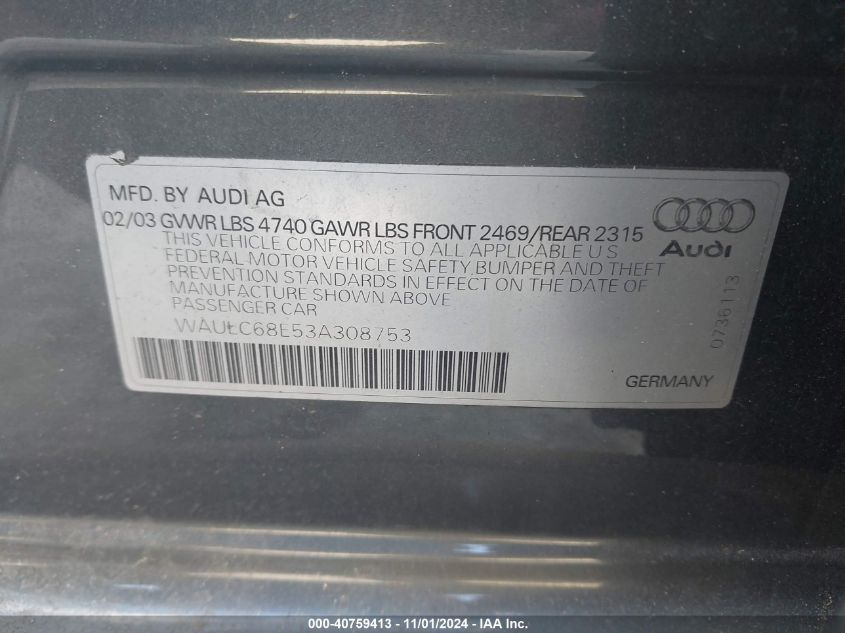 MFD. BY AUDI AG
02/03 GVWR LBS 4740 GAWR LBS FRONT 2469/REAR 2315
THIS VEHICLE CONFORMS TO ALL APPLICABLE U S
FEDERAL MOTOR VEHICLE SAFETY, BUMPER AND THEFT
PREVENTION STANDARDS IN EFFECT ON THE DATE OF
MANUFACTURE SHOWN ABOVE
PASSENGER CAR
WAULC68E53A308753
Audi
0736113
GERMANY
000-40759413 - 11/01/2024 - IAA Inc.